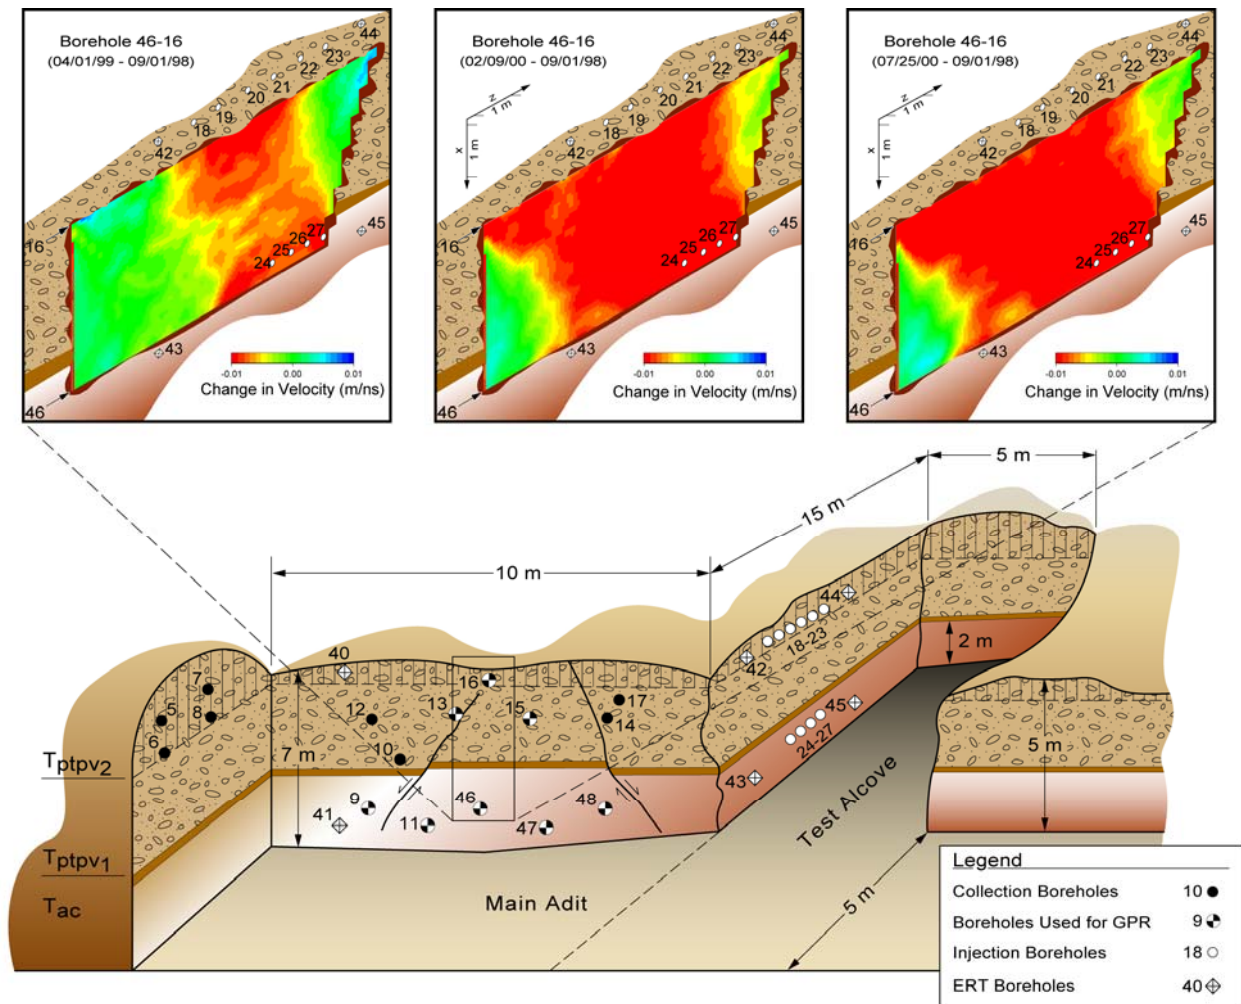 Borehole 46-16
(04/01/99 - 09/01/98)
44
23
22
21
20
19
18
42
16
45
27
26
25
24
43
46
-0.01
0.00
0.01
Change in Velocity (m/ns)
Borehole 46-16
(02/09/00 - 09/01/98)
z
1 m
x
1 m
44
23
22
21
20
19
18
42
16
45
27
26
25
24
43
46
-0.01
0.00
0.01
Change in Velocity (m/ns)
Borehole 46-16
(07/25/00 - 09/01/98)
z
1 m
x
1 m
44
23
22
21
20
19
18
42
16
45
27
26
25
24
43
46
-0.01
0.00
0.01
Change in Velocity (m/ns)
5 m
15 m
10 m
44
18-23
42
2 m
40
16
7
5
8
6
12
13
15
17
14
10
7 m
45
24-27
43
5 m
Tptpv2
9
46
48
41
11
47
Test Alcove
Tptpv1
Tac
Main Adit
5 m
Legend
Collection Boreholes 10
Boreholes Used for GPR 9
Injection Boreholes 18
ERT Boreholes 40